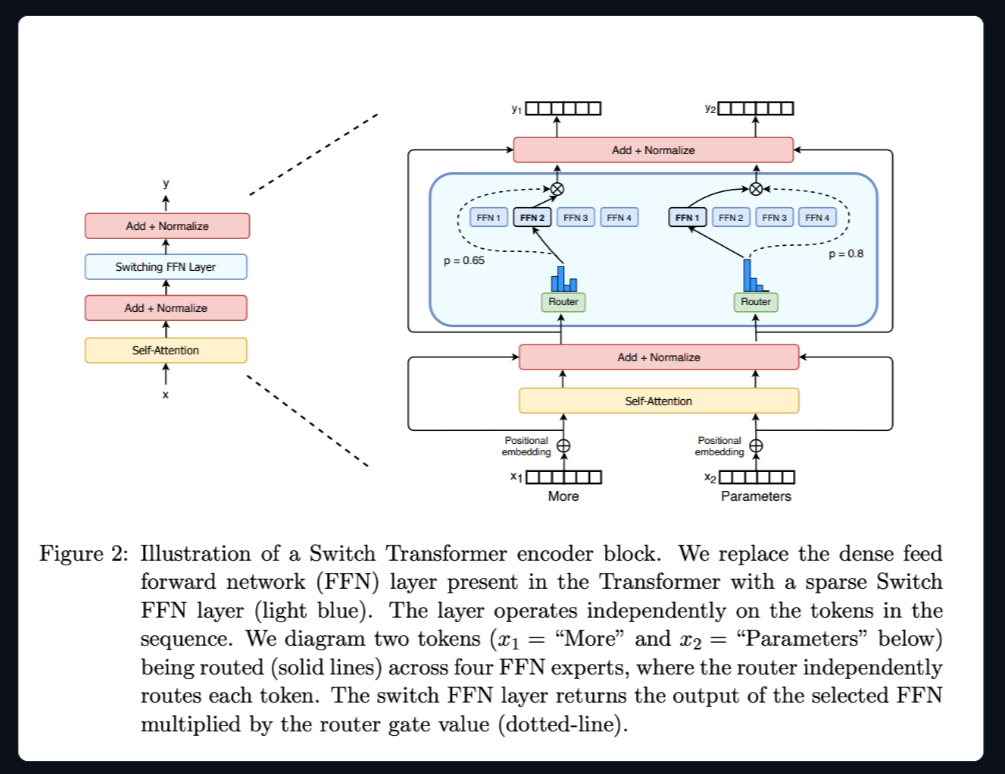 y
Add + Normalize
Switching FFN Layer
Add + Normalize
Self-Attention
x
y1 y2
Add + Normalize
FFN 1 FFN 2 FFN 3 FFN 4 FFN 1 FFN 2 FFN 3 FFN 4
p = 0.65 p = 0.8
Router Router
Add + Normalize
Self-Attention
Positional embedding Positional embedding
x1 x2
More Parameters
Figure 2: Illustration of a Switch Transformer encoder block. We replace the dense feed
forward network (FFN) layer present in the Transformer with a sparse Switch
FFN layer (light blue). The layer operates independently on the tokens in the
sequence. We diagram two tokens (x1 = “More” and x2 = “Parameters” below)
being routed (solid lines) across four FFN experts, where the router independently
routes each token. The switch FFN layer returns the output of the selected FFN
multiplied by the router gate value (dotted-line).